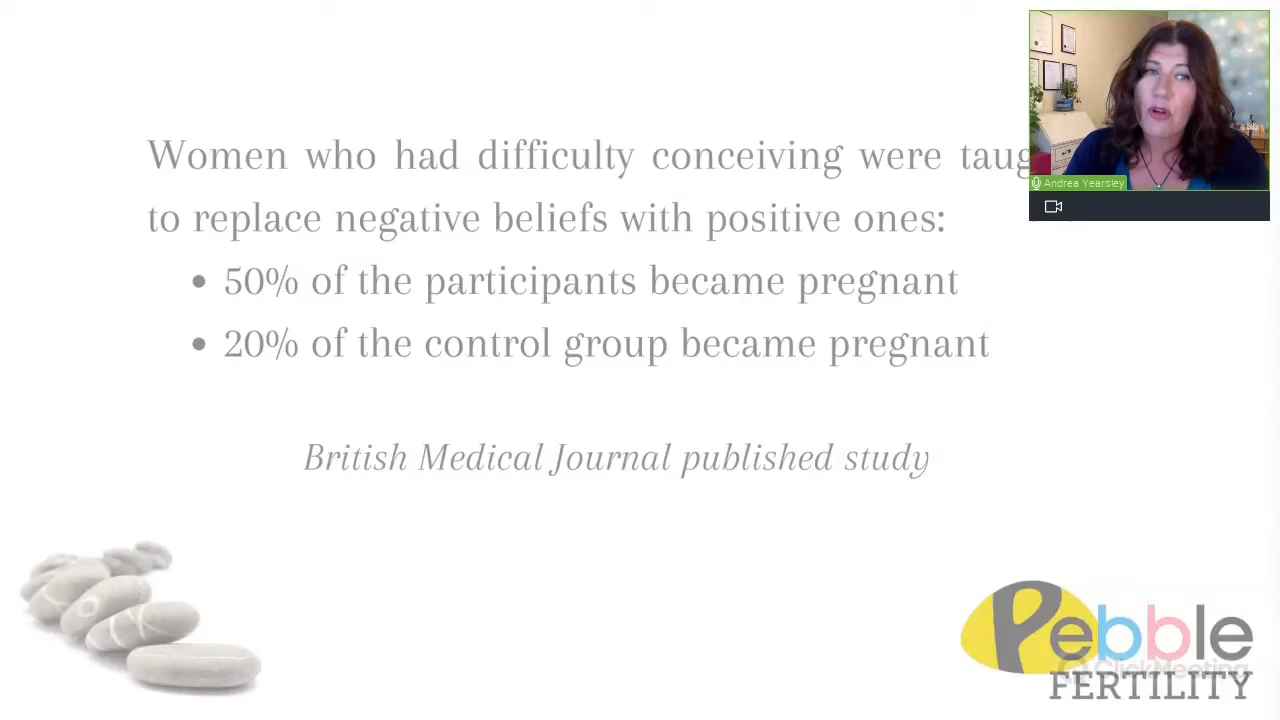 Women who had difficulty conceiving were
to replace negative beliefs with positive ones:
• 50% of the participants became pregnant
• 20% of the control group became pregnant
British Medical Journal published study
Andrea Yearsley
Pebble
ClickMeeting
FERTILITY